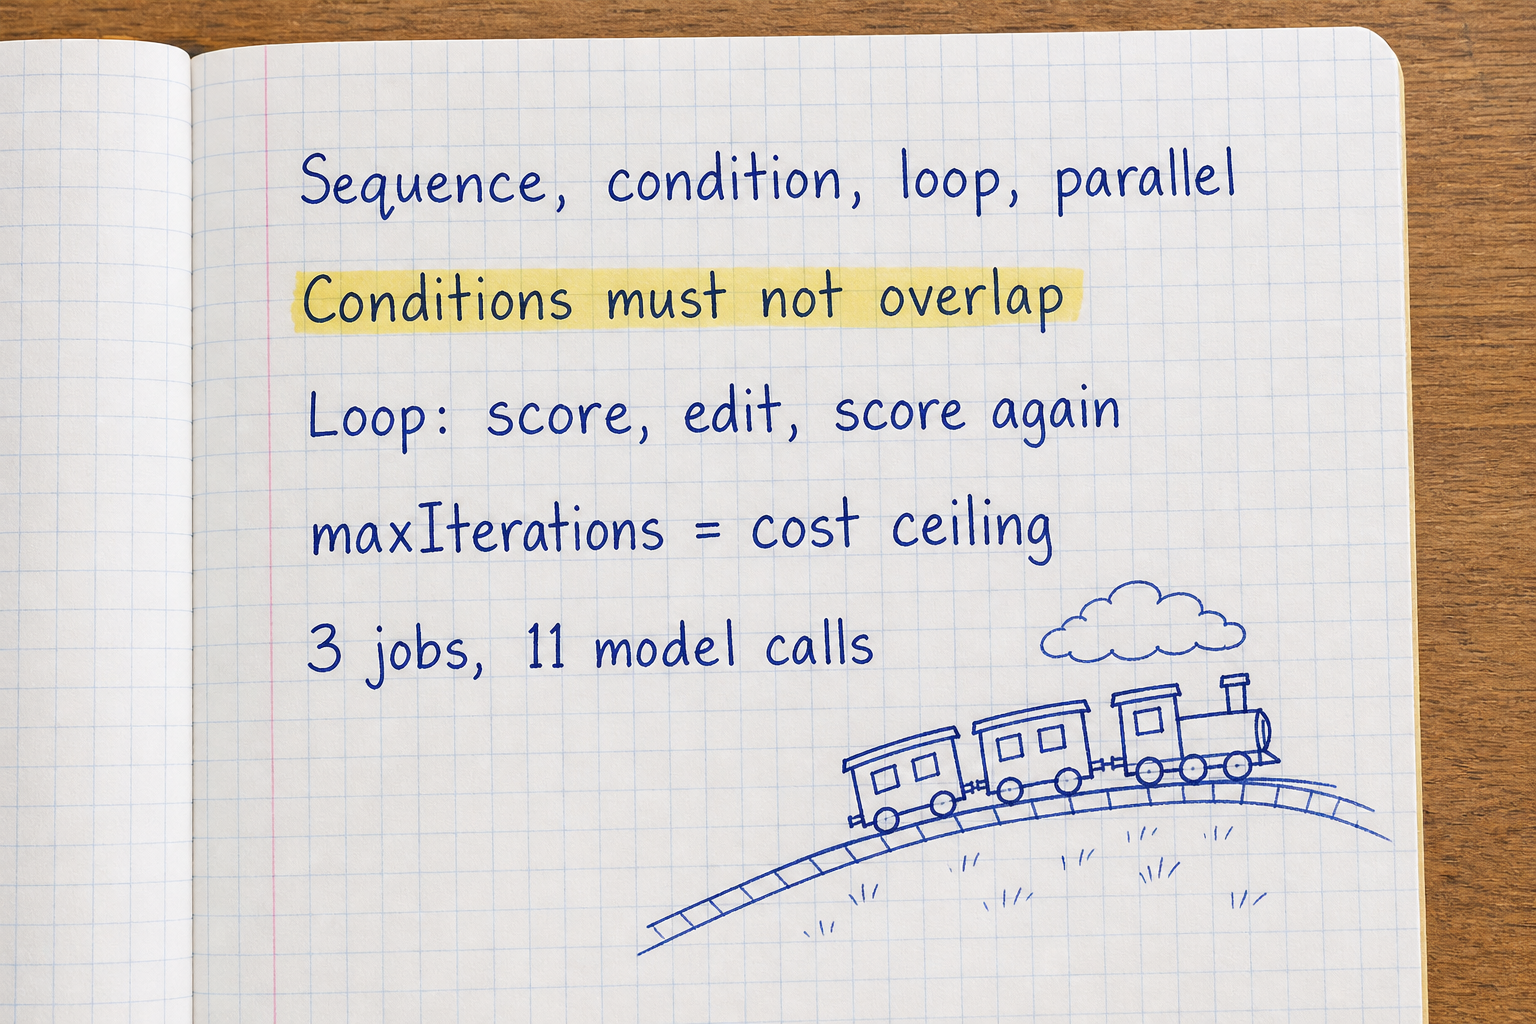 Sequence, condition, loop, parallel
Conditions must not overlap
Loop: score, edit, score again
maxIterations = cost ceiling
3 jobs, 11 model calls